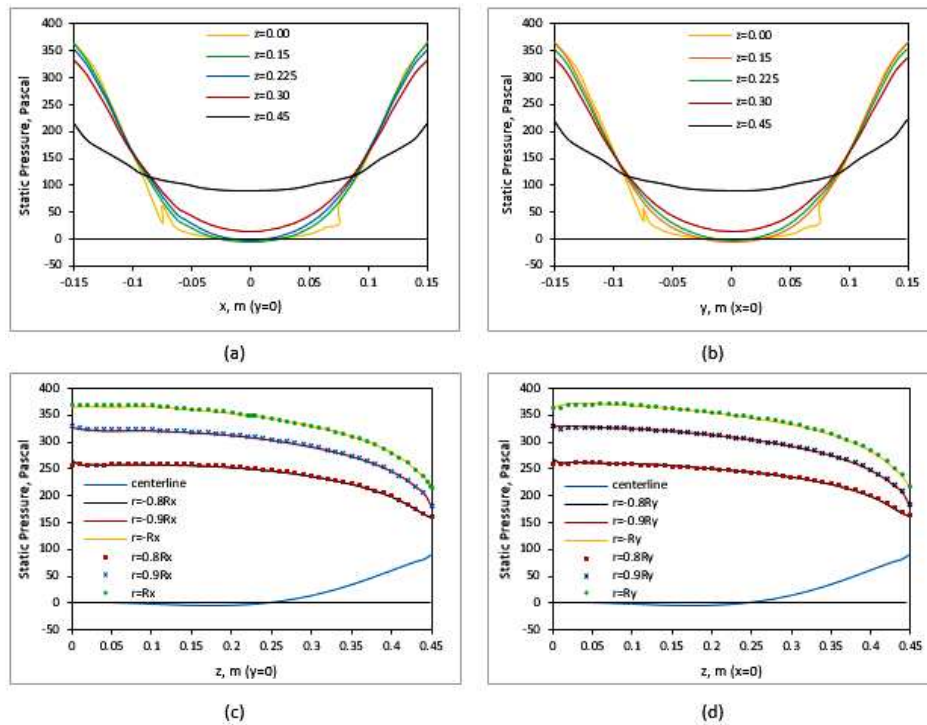 400
350
300
250
200
150
100
50
0
-50
Static Pressure, Pascal
z=0.00
z=0.15
z=0.225
z=0.30
z=0.45
-0.15 -0.1 -0.05 0 0.05 0.1 0.15
x, m (y=0)
(a)
400
350
300
250
200
150
100
50
0
-50
Static Pressure, Pascal
z=0.00
z=0.15
z=0.225
z=0.30
z=0.45
-0.15 -0.1 -0.05 0 0.05 0.1 0.15
y, m (x=0)
(b)
400
350
300
250
200
150
100
50
0
-50
Static Pressure, Pascal
centerline
r=-0.8Rx
r=-0.9Rx
r=-Rx
r=0.8Rx
r=0.9Rx
r=Rx
0 0.05 0.1 0.15 0.2 0.25 0.3 0.35 0.4 0.45
z, m (y=0)
(c)
400
350
300
250
200
150
100
50
0
-50
Static Pressure, Pascal
centerline
r=-0.8Ry
r=-0.9Ry
r=-Ry
r=0.8Ry
r=0.9Ry
r=Ry
0 0.05 0.1 0.15 0.2 0.25 0.3 0.35 0.4 0.45
z, m (x=0)
(d)